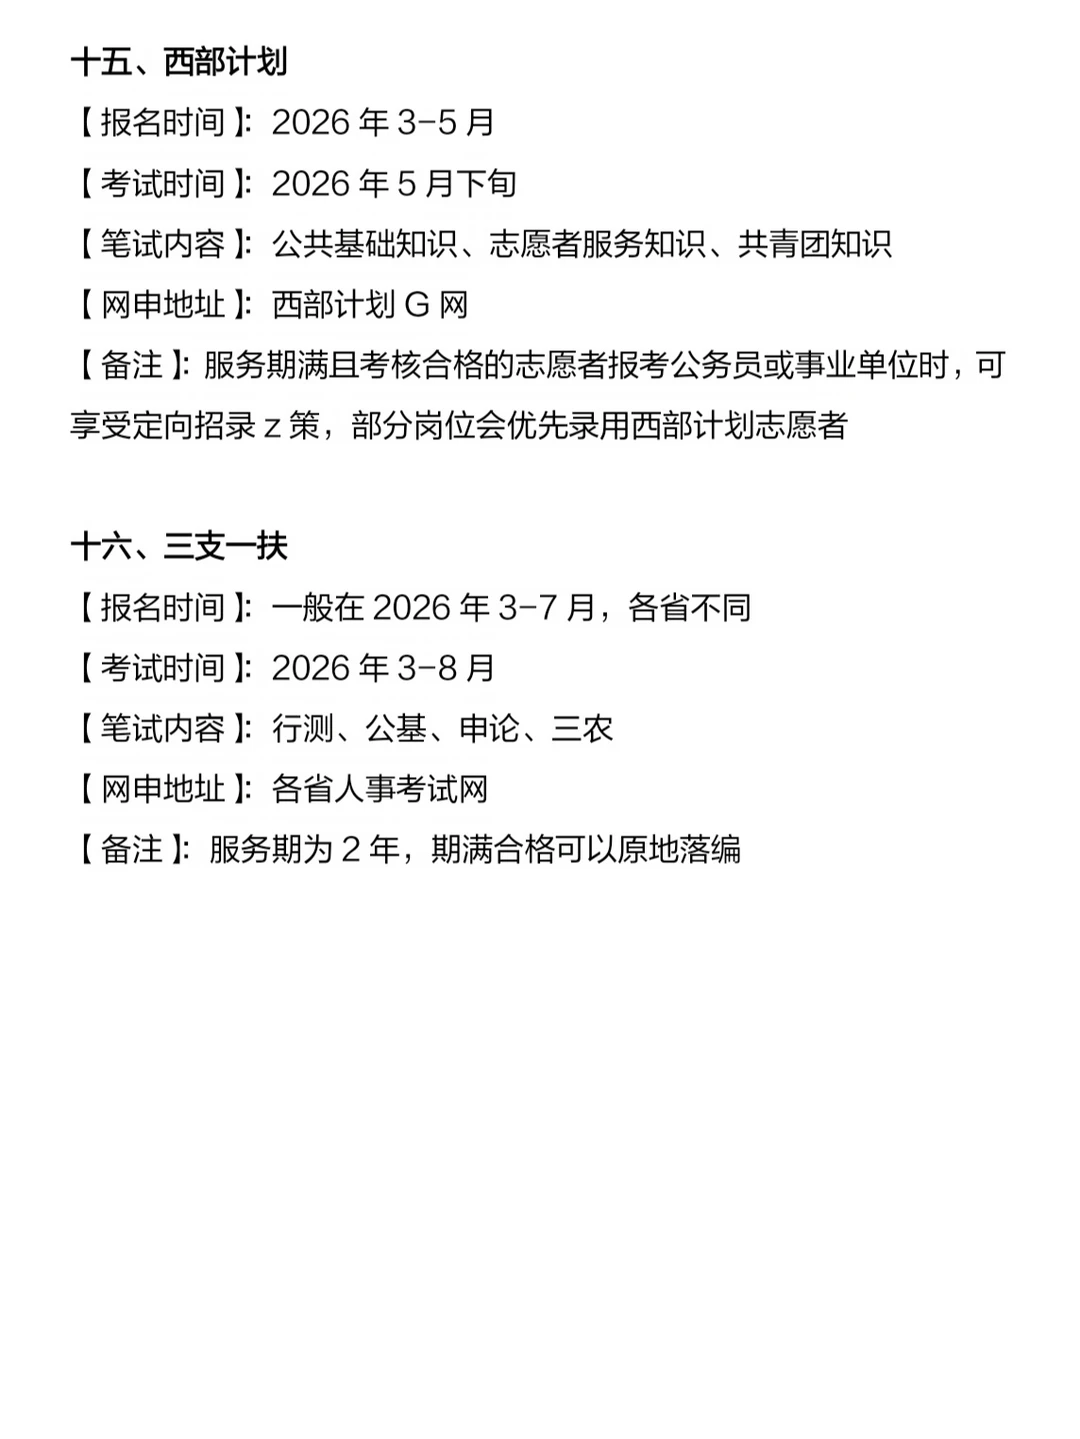 十五、西部计划
【报名时间】：2026 年 3-5 月
【考试时间】：2026 年 5 月下旬
【笔试内容】：公共基础知识、志愿者服务知识、共青团知识
【网申地址】：西部计划 G 网
【备注】：服务期满且考核合格的志愿者报考公务员或事业单位时，可
享受定向招录 z 策，部分岗位会优先录用西部计划志愿者
十六、三支一扶
【报名时间】：一般在 2026 年 3-7 月，各省不同
【考试时间】：2026 年 3-8 月
【笔试内容】：行测、公基、申论、三农
【网申地址】：各省人事考试网
【备注】：服务期为 2 年，期满合格可以原地落编